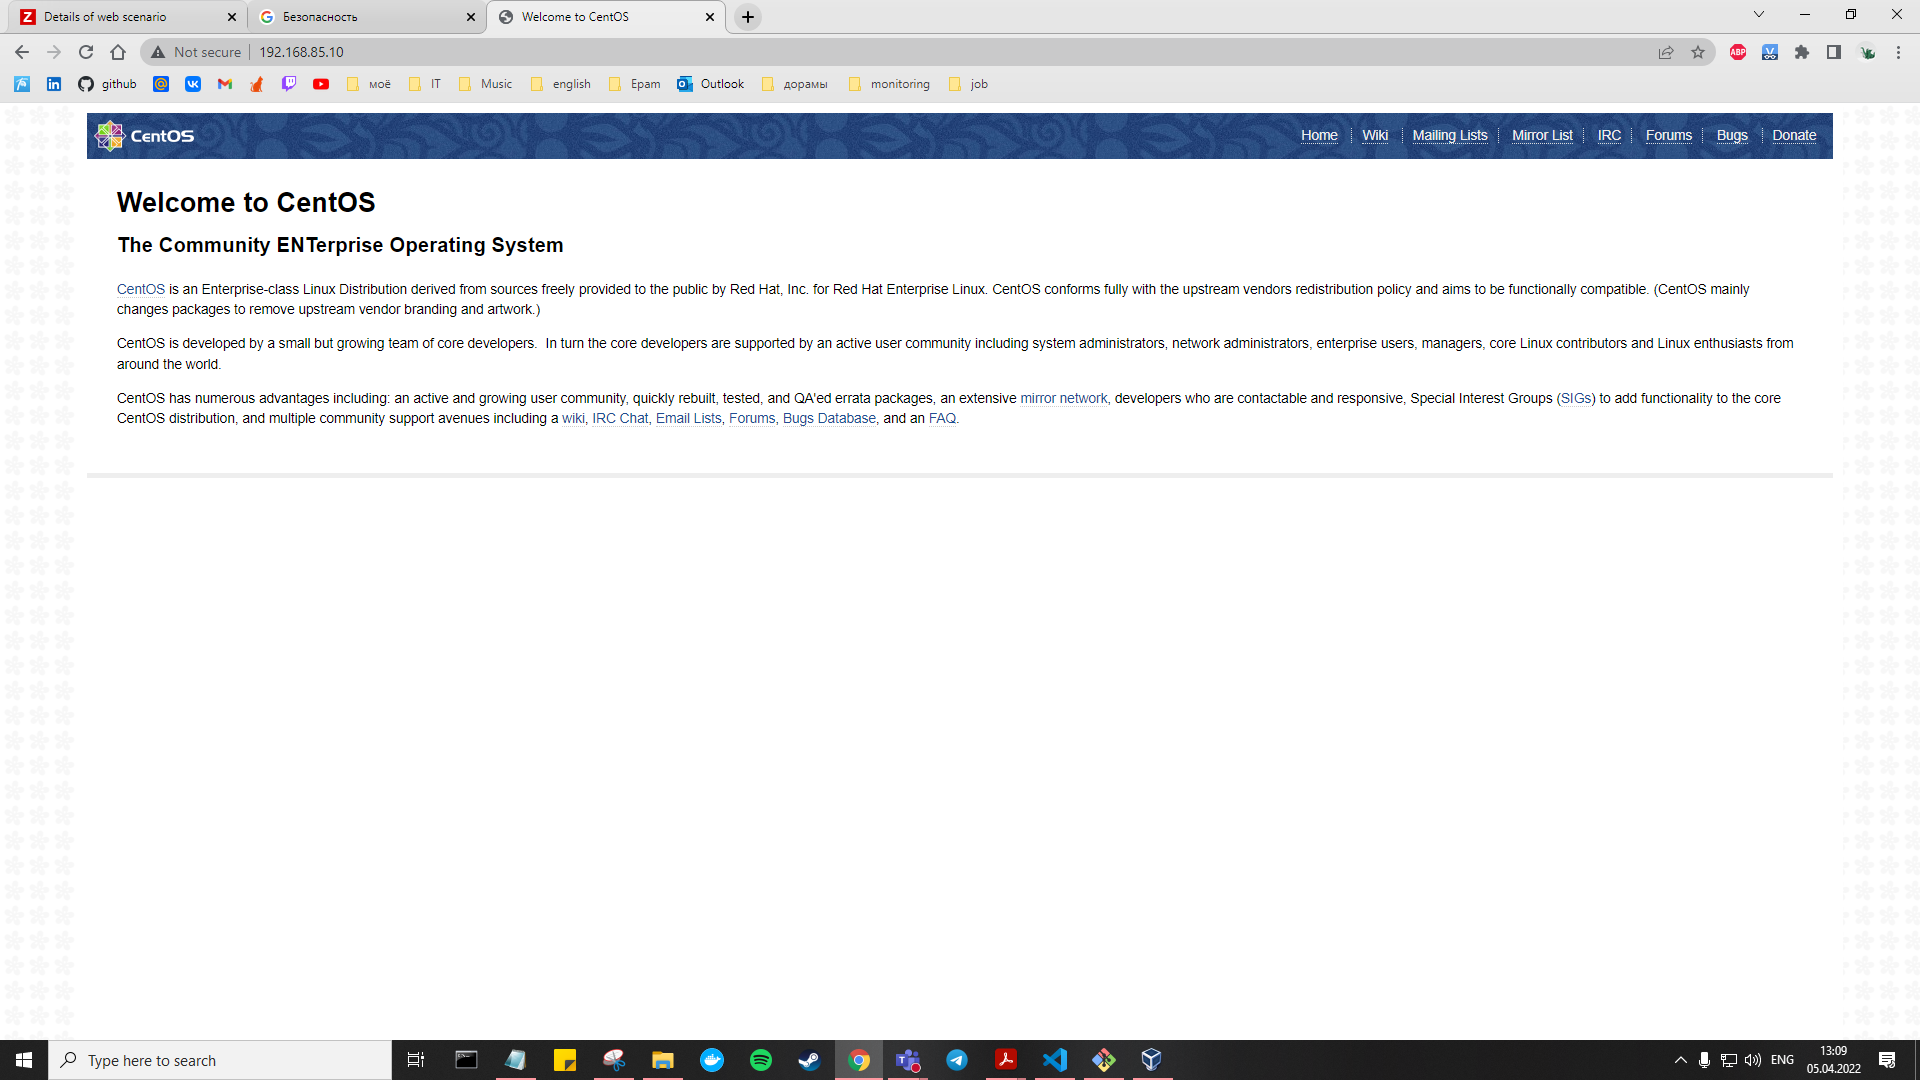 Details of web scenario
Безопасность
Welcome to CentOS
Not secure
192.168.85.10
ABP
github
моё
IT
Music
english
Epam
Outlook
дорамы
monitoring
job
CentOS
Home
Wiki
Mailing Lists
Mirror List
IRC
Forums
Bugs
Donate
Welcome to CentOS
The Community ENTerprise Operating System
CentOS is an Enterprise-class Linux Distribution derived from sources freely provided to the public by Red Hat, Inc. for Red Hat Enterprise Linux. CentOS conforms fully with the upstream vendors redistribution policy and aims to be functionally compatible. (CentOS mainly
changes packages to remove upstream vendor branding and artwork.)
CentOS is developed by a small but growing team of core developers.  In turn the core developers are supported by an active user community including system administrators, network administrators, enterprise users, managers, core Linux contributors and Linux enthusiasts from
around the world.
CentOS has numerous advantages including: an active and growing user community, quickly rebuilt, tested, and QA'ed errata packages, an extensive mirror network, developers who are contactable and responsive, Special Interest Groups (SIGs) to add functionality to the core
CentOS distribution, and multiple community support avenues including a wiki, IRC Chat, Email Lists, Forums, Bugs Database, and an FAQ.
Type here to search
ENG
13:09
05.04.2022